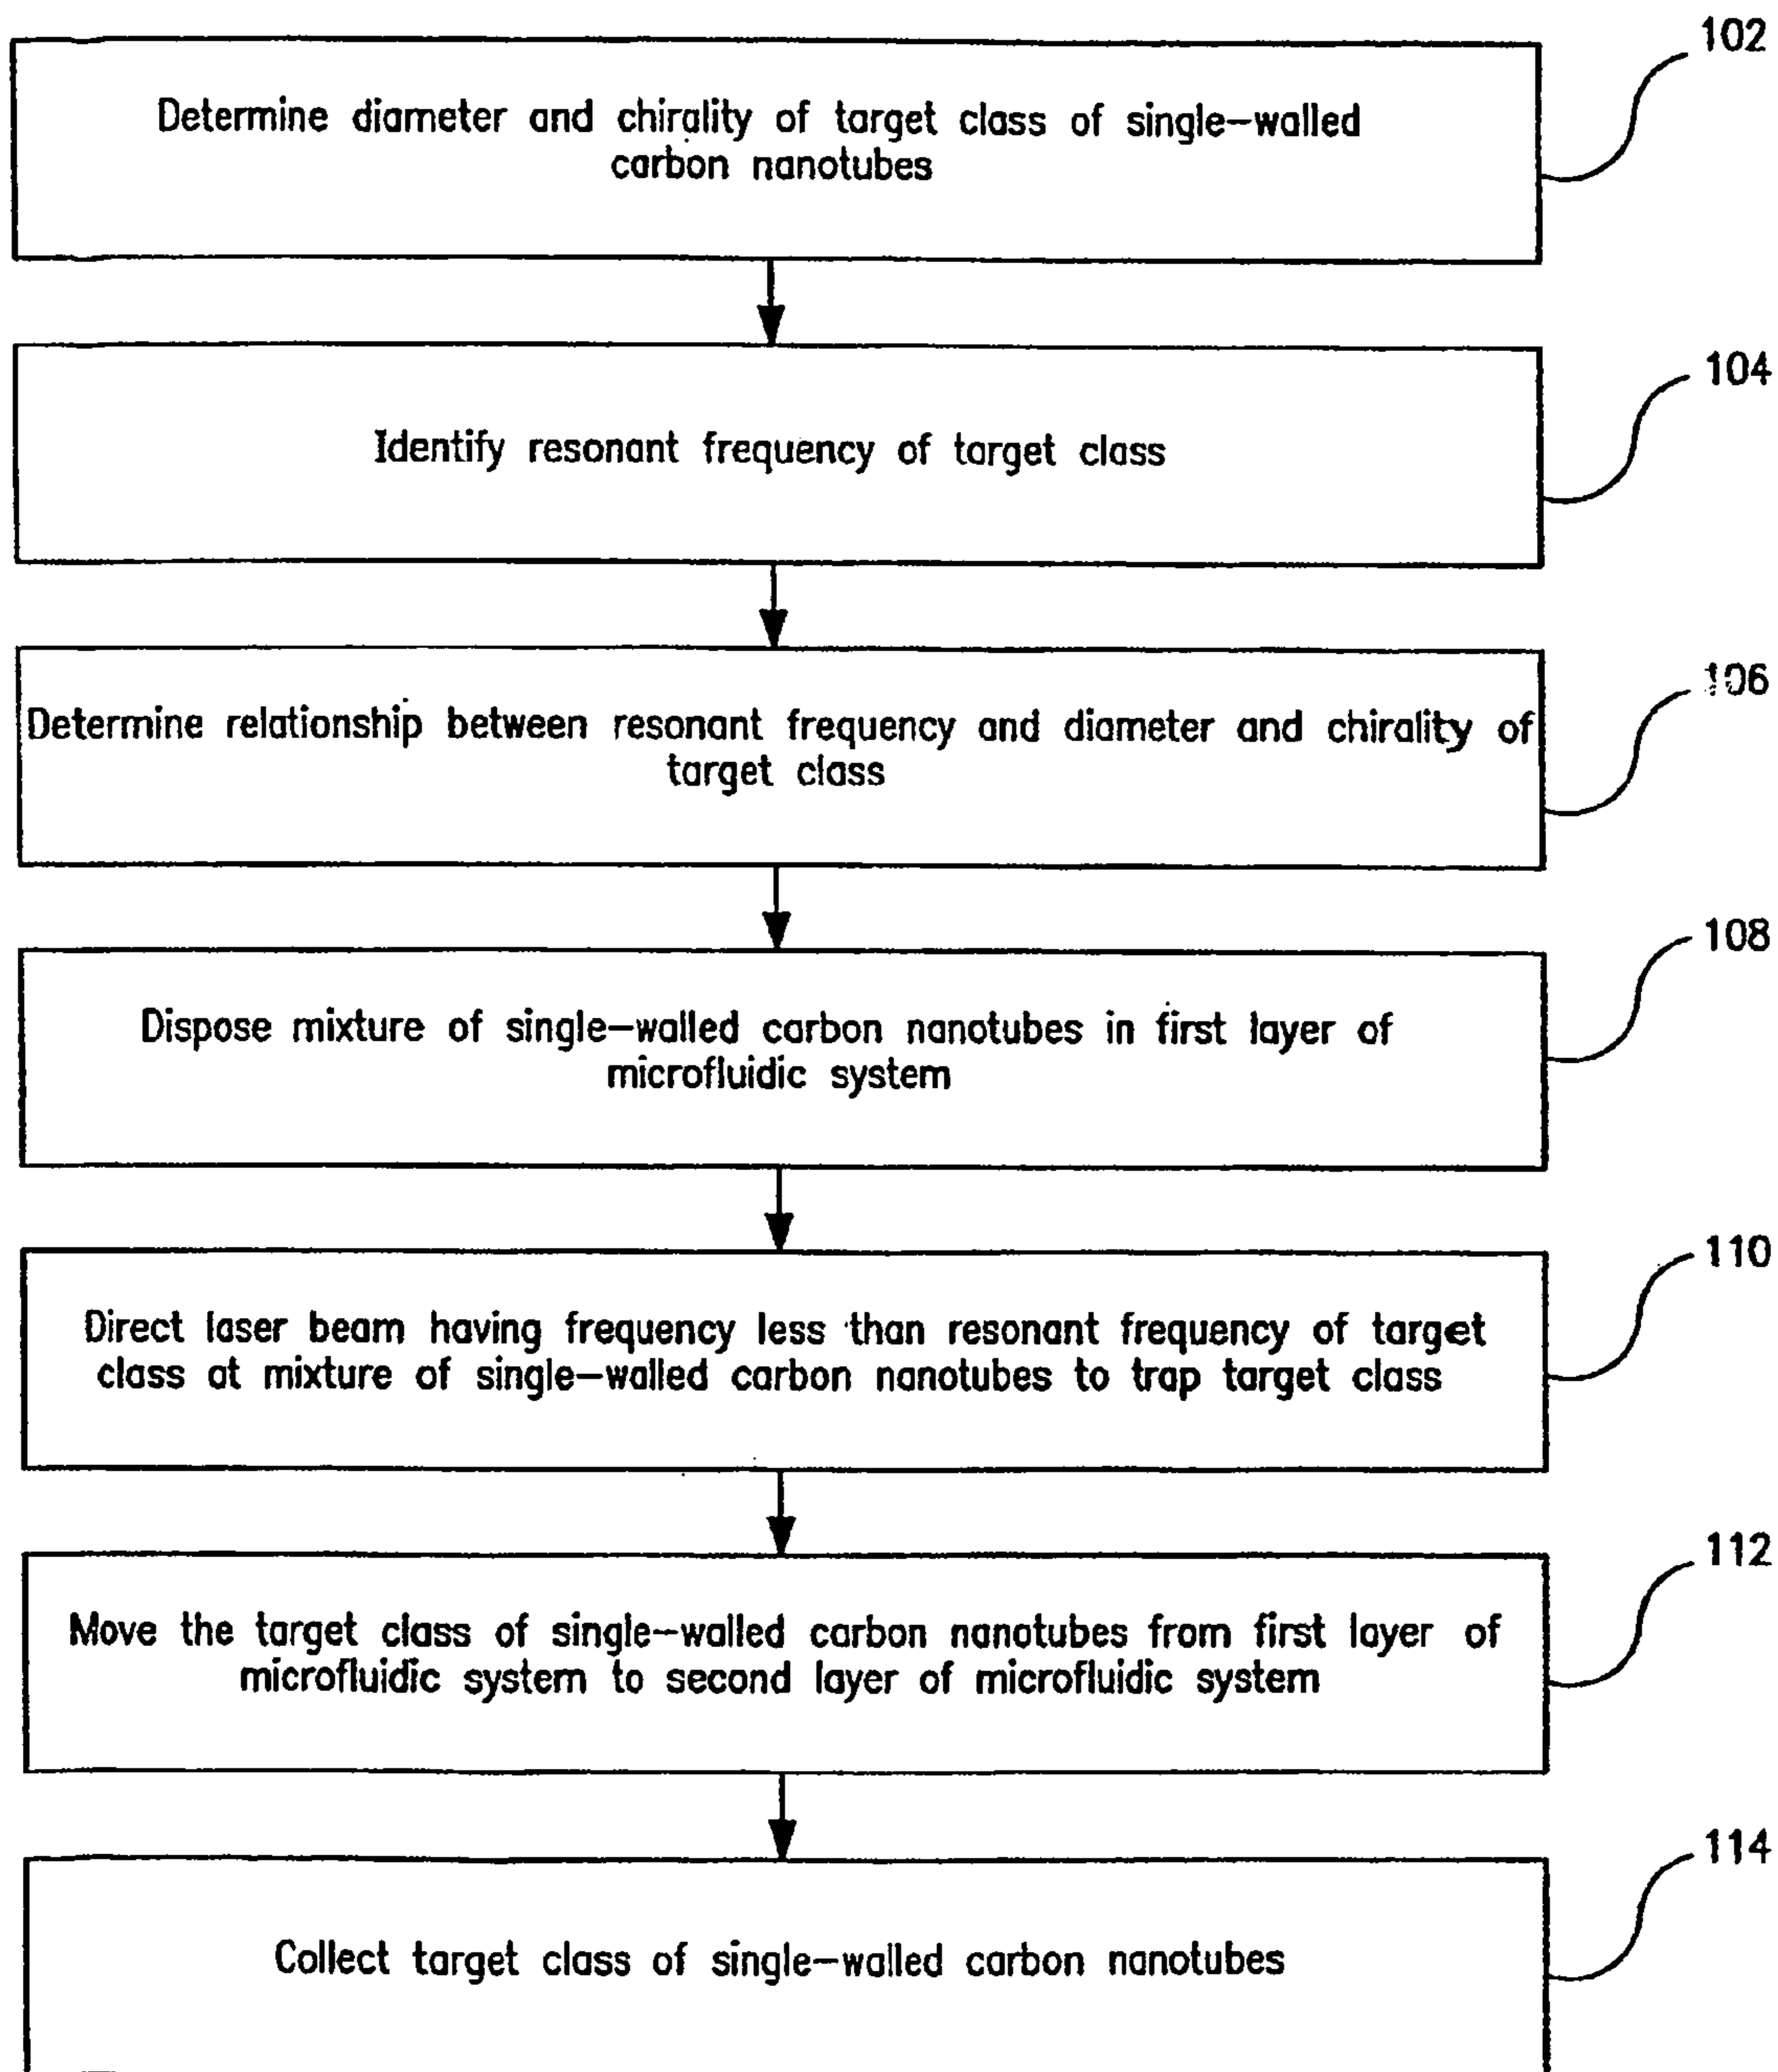 102
Determine diameter and chirality of target class of single-walled
carbon nanotubes
104
Identify resonant frequency of target class
106
Determine relationship between resonant frequency and diameter and chirality of
target class
108
Dispose mixture of single-walled carbon nanotubes in first layer of
microfluidic system
110
Direct laser beam having frequency less than resonant frequency of target
class at mixture of single-walled carbon nanotubes to trap target class
112
Move the target class of single-walled carbon nanotubes from first layer of
microfluidic system to second layer of microfluidic system
114
Collect target class of single-walled carbon nanotubes